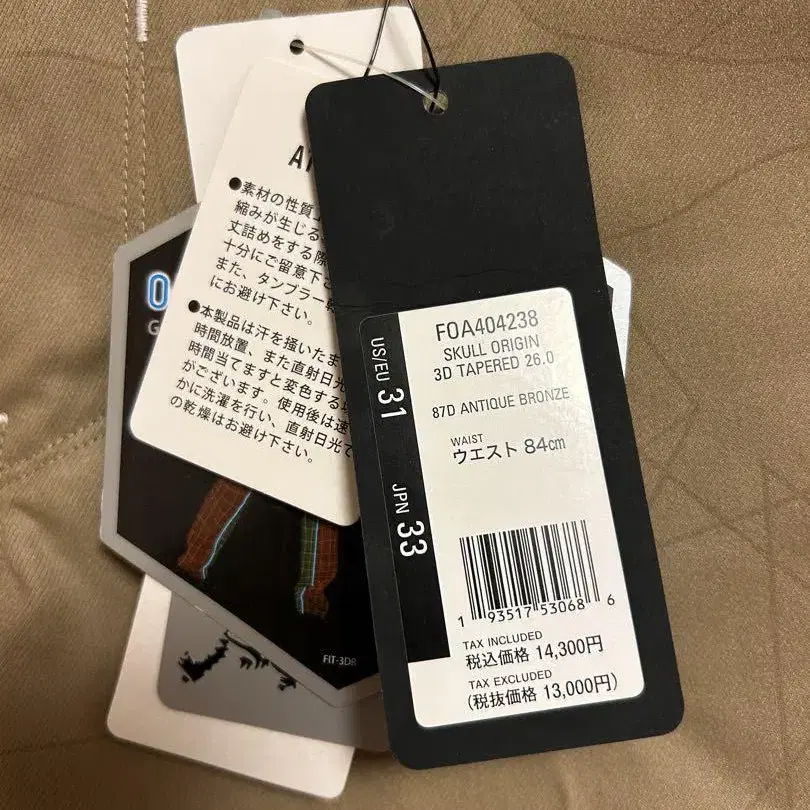 ●素材の性質
縮みが生じる
丈詰めをする際
十分にご留意下
また、タンブラー乾
にお避け下さい。
●本製品は汗を掻いたま
時間放置、また直射日光
時間当てますと変色する
がございます。使用後は速
かに洗濯を行い、直射日光で
の乾燥はお避け下さい。
FIT-3DR
FOA404238
SKULL ORIGIN
3D TAPERED 26.0
87D ANTIQUE BRONZE
WAIST
ウエスト 84cm
US/EU 31
JPN 33
1 93517 53068 6
TAX INCLUDED
税込価格 14,300円
TAX EXCLUDED
(税抜価格 13,000円)